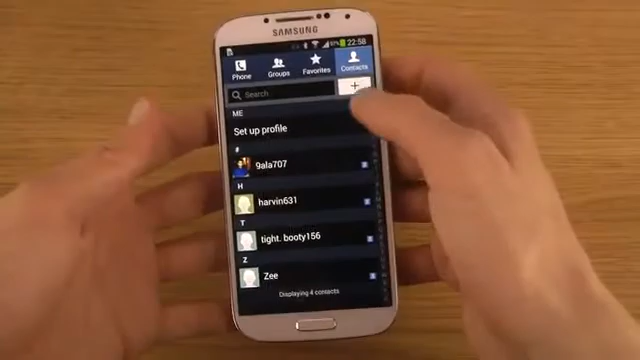 SAMSUNG
22:58
Phone
Groups
Favorites
Contacts
Search
ME
Set up profile
#
9ala707
H
harvin631
T
tight. booty156
Z
Zee
Displaying 4 contacts